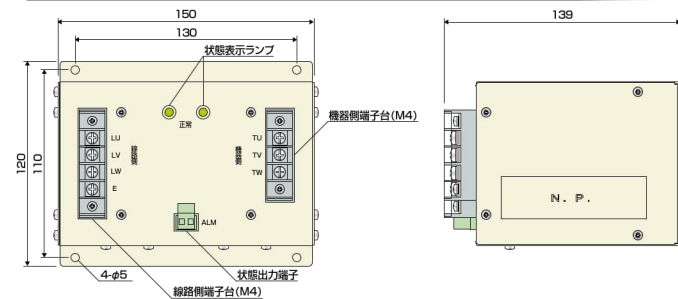 150
130
139
状態表示ランプ
正常
120
110
LU
LV
LW
E
線路側
機器側
TU
TV
TW
機器側端子台(M4)
ALM
N. P.
4-φ5
状態出力端子
線路側端子台(M4)